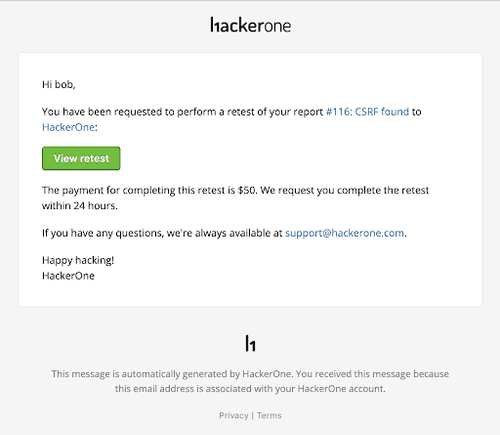 hackerone
Hi bob,
You have been requested to perform a retest of your report #116: CSRF found to
HackerOne:
View retest
The payment for completing this retest is $50. We request you complete the retest
within 24 hours.
If you have any questions, we're always available at support@hackerone.com.
Happy hacking!
HackerOne
h1
This message is automatically generated by HackerOne. You received this message because
this email address is associated with your HackerOne account.
Privacy | Terms